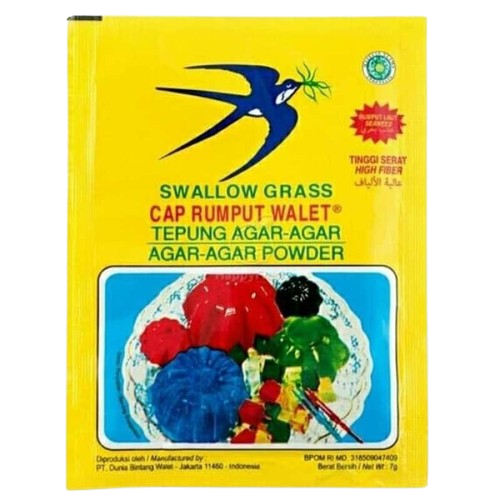 RUMPUT LAUT
SEAWEED
TINGGI SERAT
HIGH FIBER
عالية الألياف
SWALLOW GRASS
CAP RUMPUT WALET®
TEPUNG AGAR-AGAR
AGAR-AGAR POWDER
Diproduksi oleh / Manufactured by :
PT. Dunia Bintang Walet - Jakarta 11460 - Indonesia
BPOM RI MD. 318509047409
Berat Bersih / Net Wt : 7g